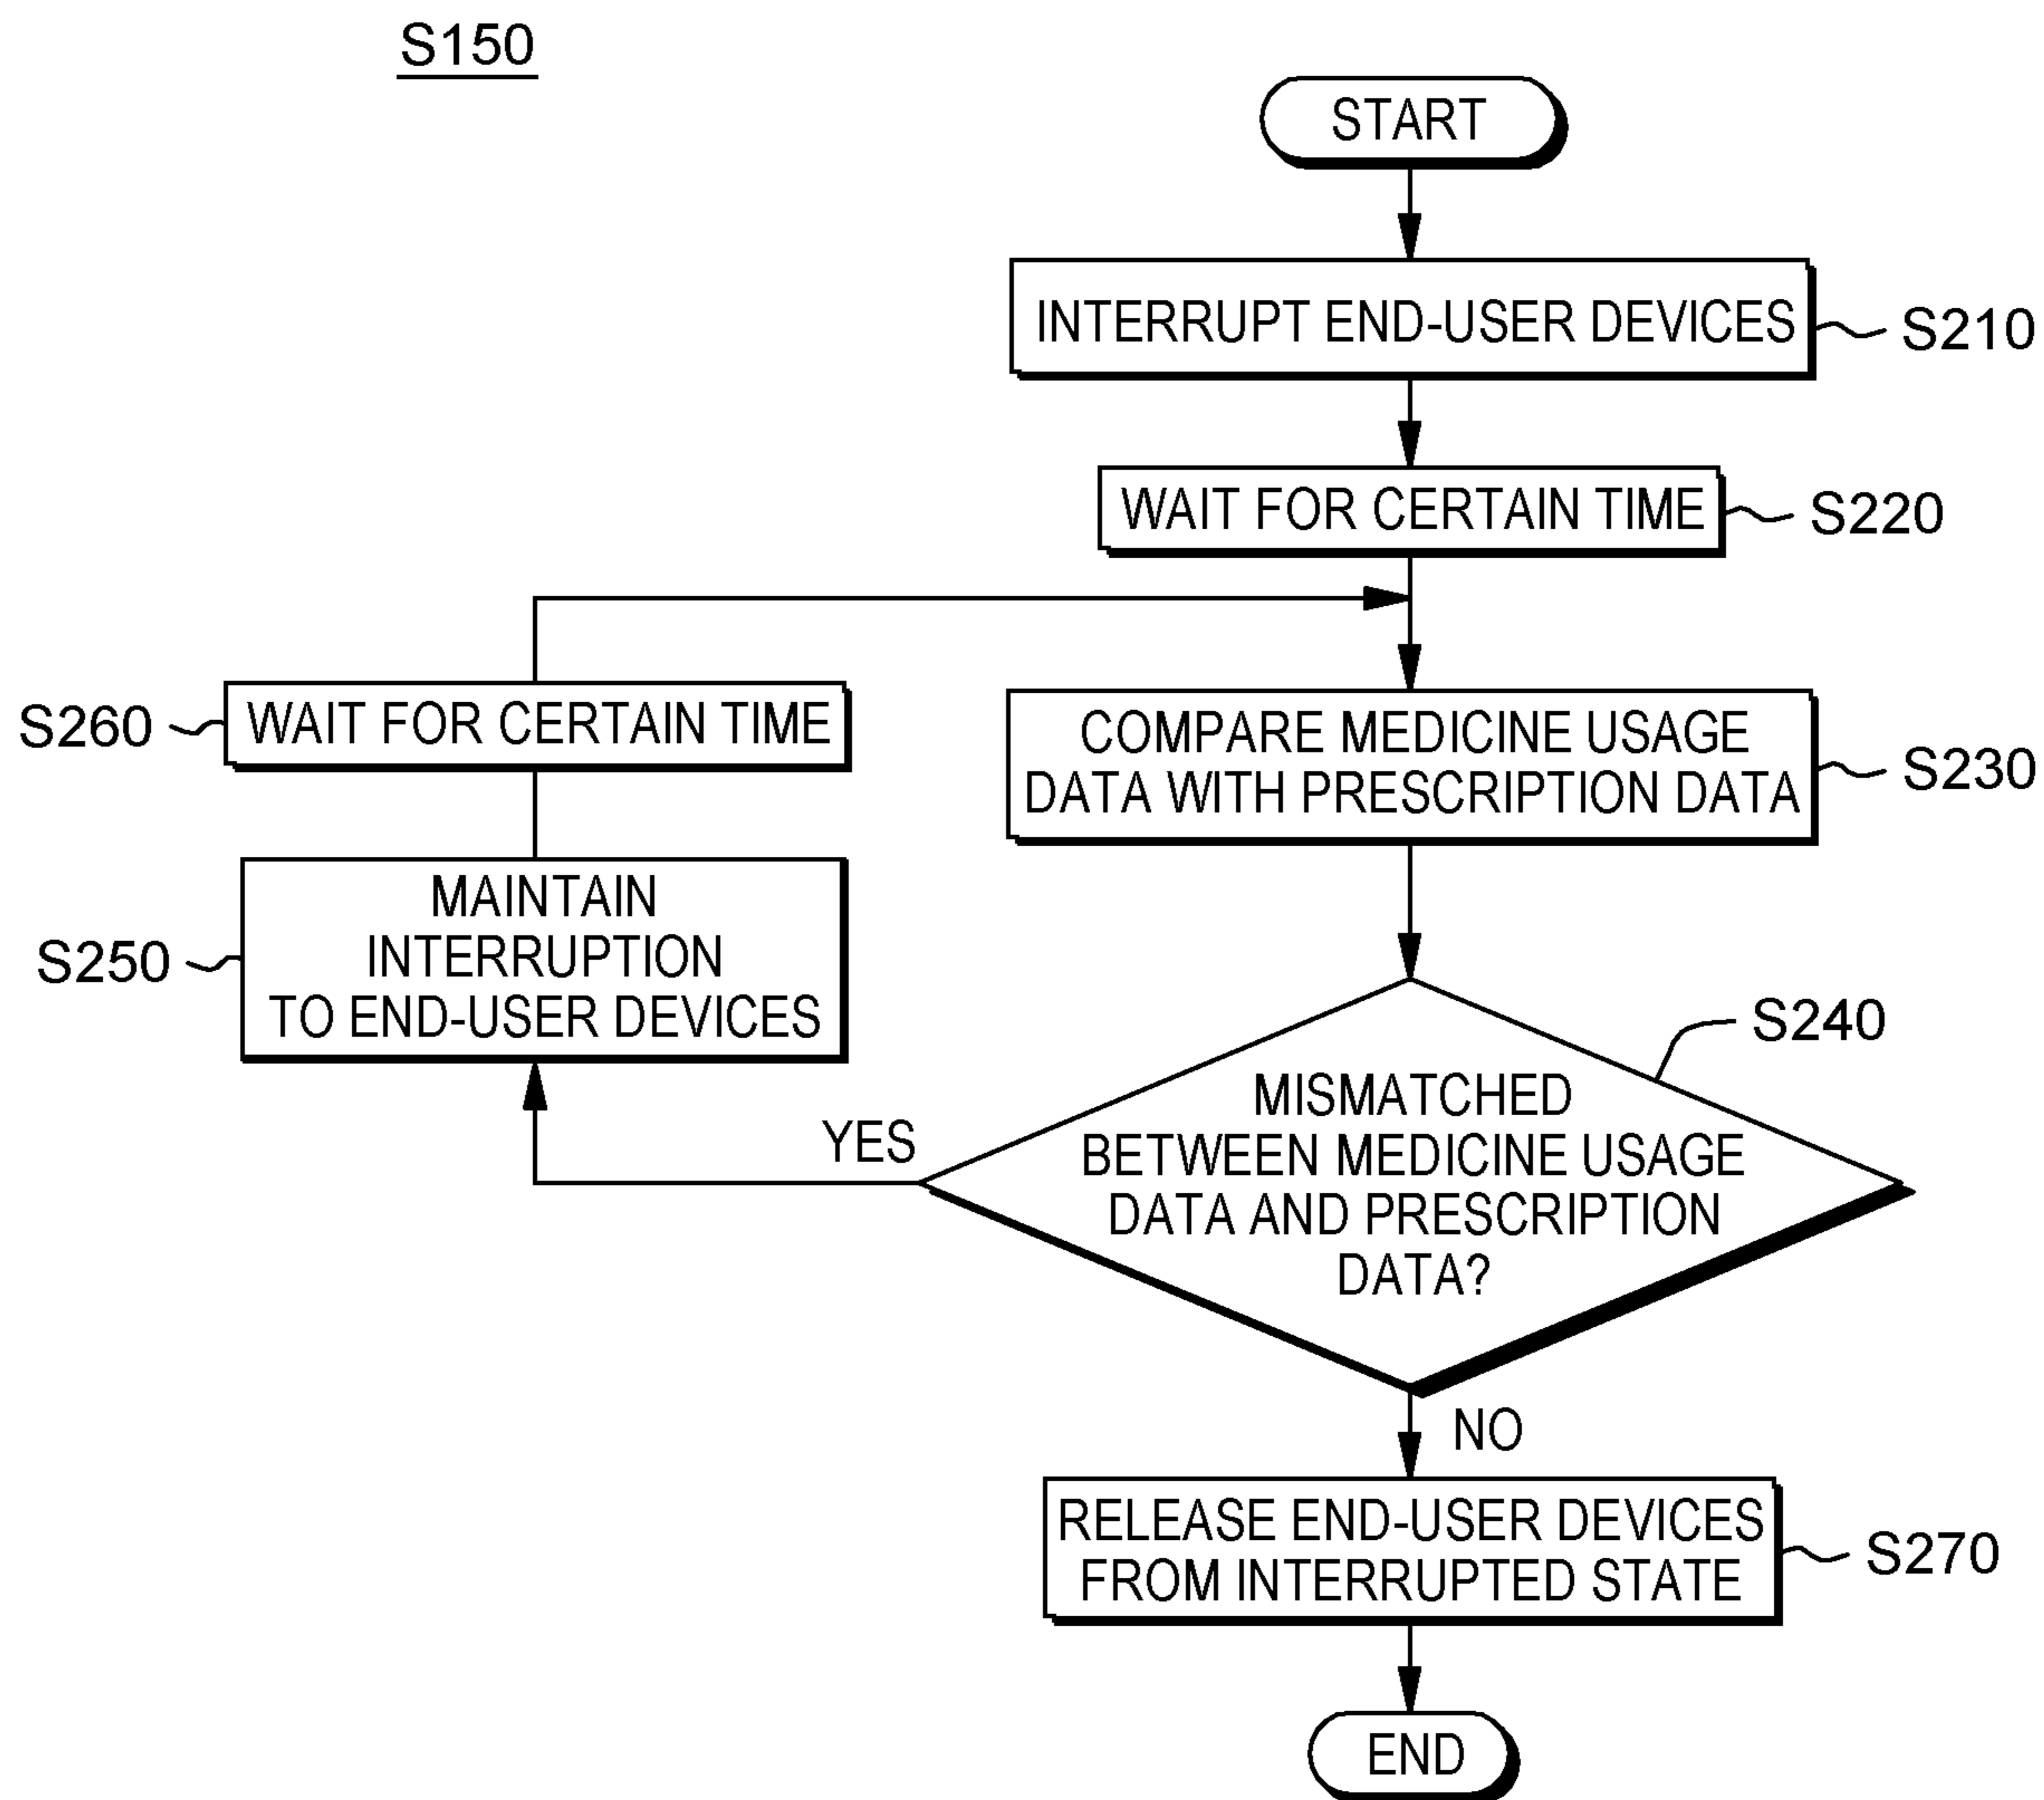 S150
START
INTERRUPT END-USER DEVICES
S210
WAIT FOR CERTAIN TIME
S220
S260
WAIT FOR CERTAIN TIME
COMPARE MEDICINE USAGE
DATA WITH PRESCRIPTION DATA
S230
S250
MAINTAIN
INTERRUPTION
TO END-USER DEVICES
S240
MISMATCHED
BETWEEN MEDICINE USAGE
DATA AND PRESCRIPTION
DATA?
YES
NO
RELEASE END-USER DEVICES
FROM INTERRUPTED STATE
S270
END